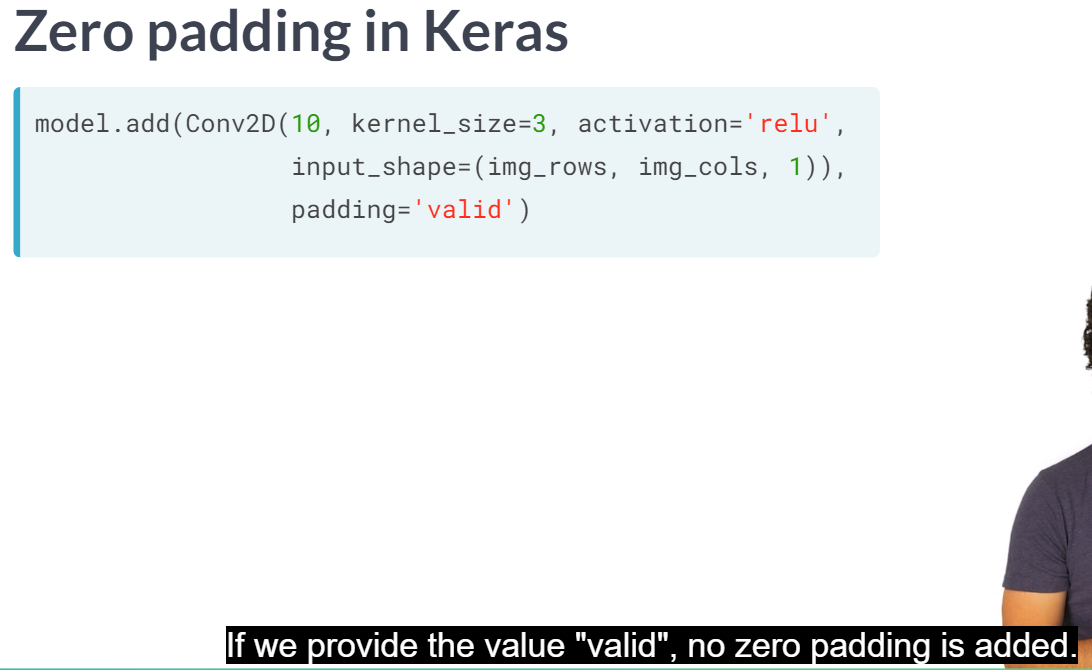 Zero padding in Keras
model.add(Conv2D(10, kernel_size=3, activation='relu',
input_shape=(img_rows, img_cols, 1)),
padding='valid')
If we provide the value "valid", no zero padding is added.